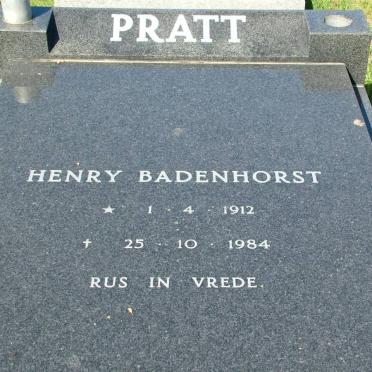 PRATT
HENRY BADENHORST
★ 1 · 4 · 1912
✝ 25 · 10 · 1984
RUS IN VREDE.